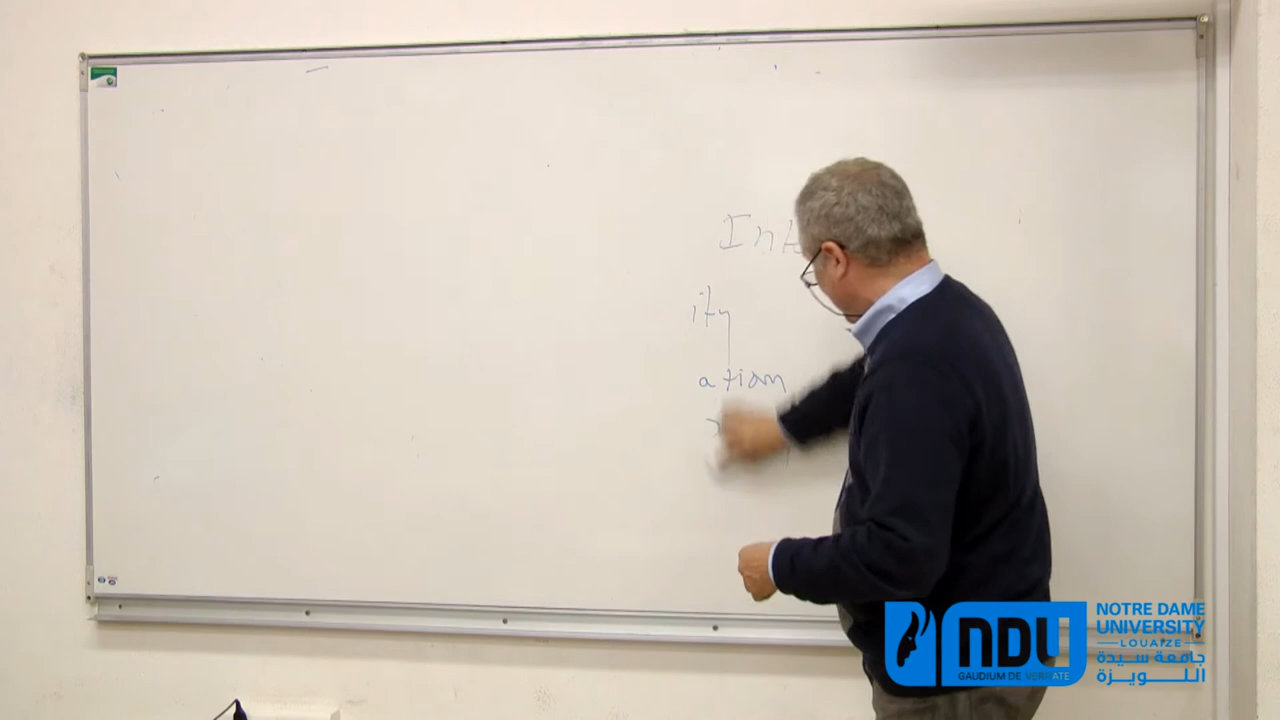 Int
ity
ation
NDU
GAUDIUM DE VERITATE
NOTRE DAME
UNIVERSITY
LOUAIZE
جامعة سيدة
اللويزة